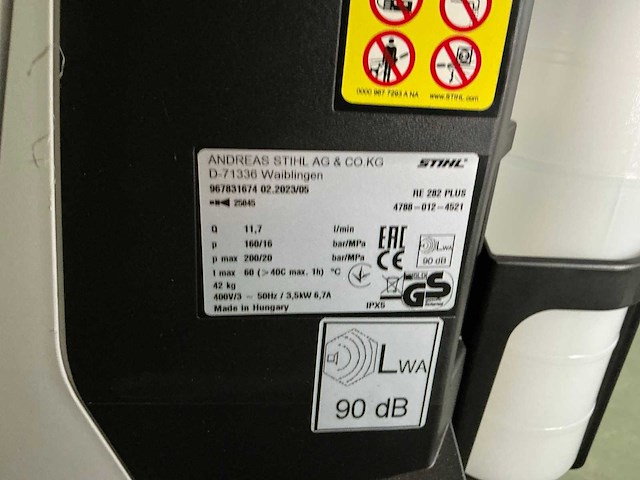 0000 967 7293 A NA www.STIHL.com
ANDREAS STIHL AG & CO.KG STIHL
D-71336 Waiblingen
967831674 02.2023/05 RE 282 PLUS
25045 4788-012-4521
Q 11,7 l/min
p 160/16 bar/MPa
p max 200/20 bar/MPa
t max 60 (>40C max. 1h) °C
42 kg
400V/3 ~ 50Hz / 3,5kW 6,7A IPX5
Made in Hungary
EAC
CE
LWA
90 dB
GS
LWA
90 dB